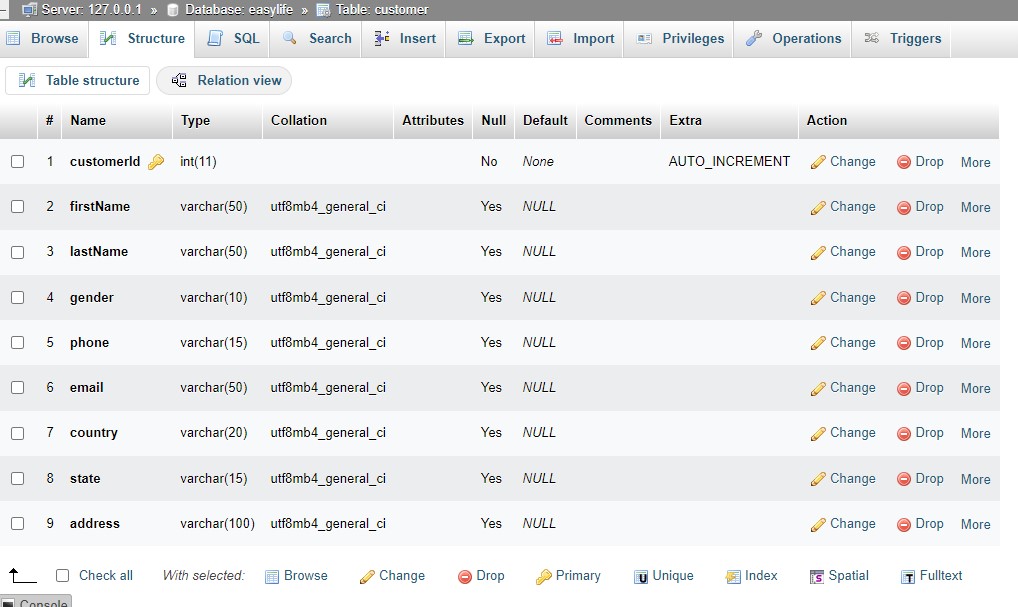 Server: 127.0.0.1 » Database: easylife » Table: customer
Browse Structure SQL Search Insert Export Import Privileges Operations Triggers
Table structure Relation view
# Name Type Collation Attributes Null Default Comments Extra Action
1 customerId int(11) No None AUTO_INCREMENT Change Drop More
2 firstName varchar(50) utf8mb4_general_ci Yes NULL Change Drop More
3 lastName varchar(50) utf8mb4_general_ci Yes NULL Change Drop More
4 gender varchar(10) utf8mb4_general_ci Yes NULL Change Drop More
5 phone varchar(15) utf8mb4_general_ci Yes NULL Change Drop More
6 email varchar(50) utf8mb4_general_ci Yes NULL Change Drop More
7 country varchar(20) utf8mb4_general_ci Yes NULL Change Drop More
8 state varchar(15) utf8mb4_general_ci Yes NULL Change Drop More
9 address varchar(100) utf8mb4_general_ci Yes NULL Change Drop More
Check all With selected: Browse Change Drop Primary Unique Index Spatial Fulltext
Console